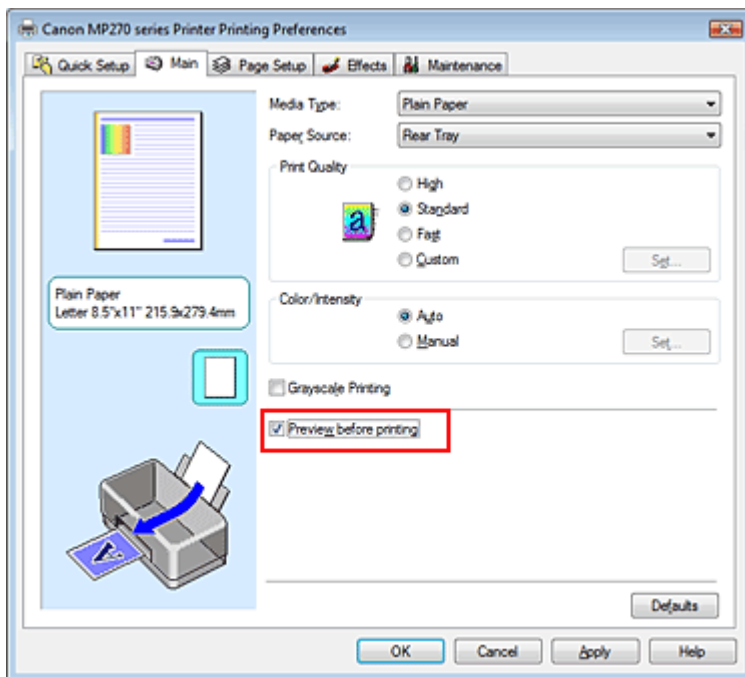 Canon MP270 series Printer Printing Preferences
Quick Setup Main Page Setup Effects Maintenance
Media Type: Plain Paper
Paper Source: Rear Tray
Print Quality
High
a Standard
Fast
Custom Set...
Plain Paper
Letter 8.5"x11" 215.9x279.4mm
Color/Intensity
Auto
Manual Set...
Grayscale Printing
Preview before printing
A
Defaults
OK Cancel Apply Help